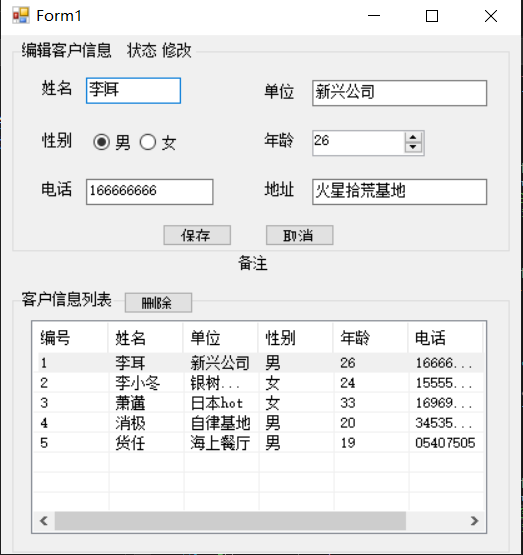 Form1
编辑客户信息 状态 修改
姓名 李耳 单位 新兴公司
性别 男 女 年龄 26
电话 166666666 地址 火星拾荒基地
保存 取消
备注
客户信息列表 删除
编号 姓名 单位 性别 年龄 电话
1 李耳 新兴公司 男 26 16666...
2 李小冬 银树... 女 24 15555...
3 萧邋 日本hot 女 33 16969...
4 消极 自律基地 男 20 34535...
5 货任 海上餐厅 男 19 05407505